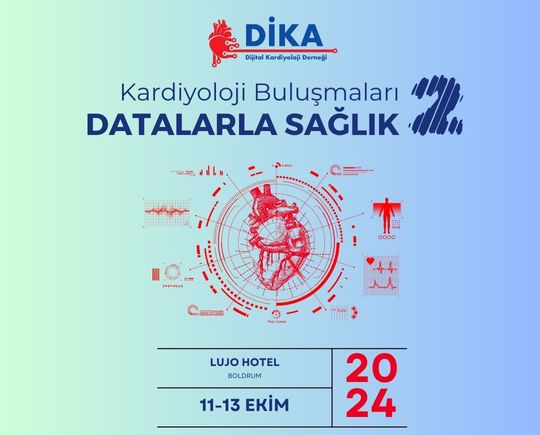 DİKA
Dijital Kardiyoloji Derneği
Kardiyoloji Buluşmaları 2
DATALARLA SAĞLIK
LUJO HOTEL
BOLDRUM
11-13 EKİM
20
24